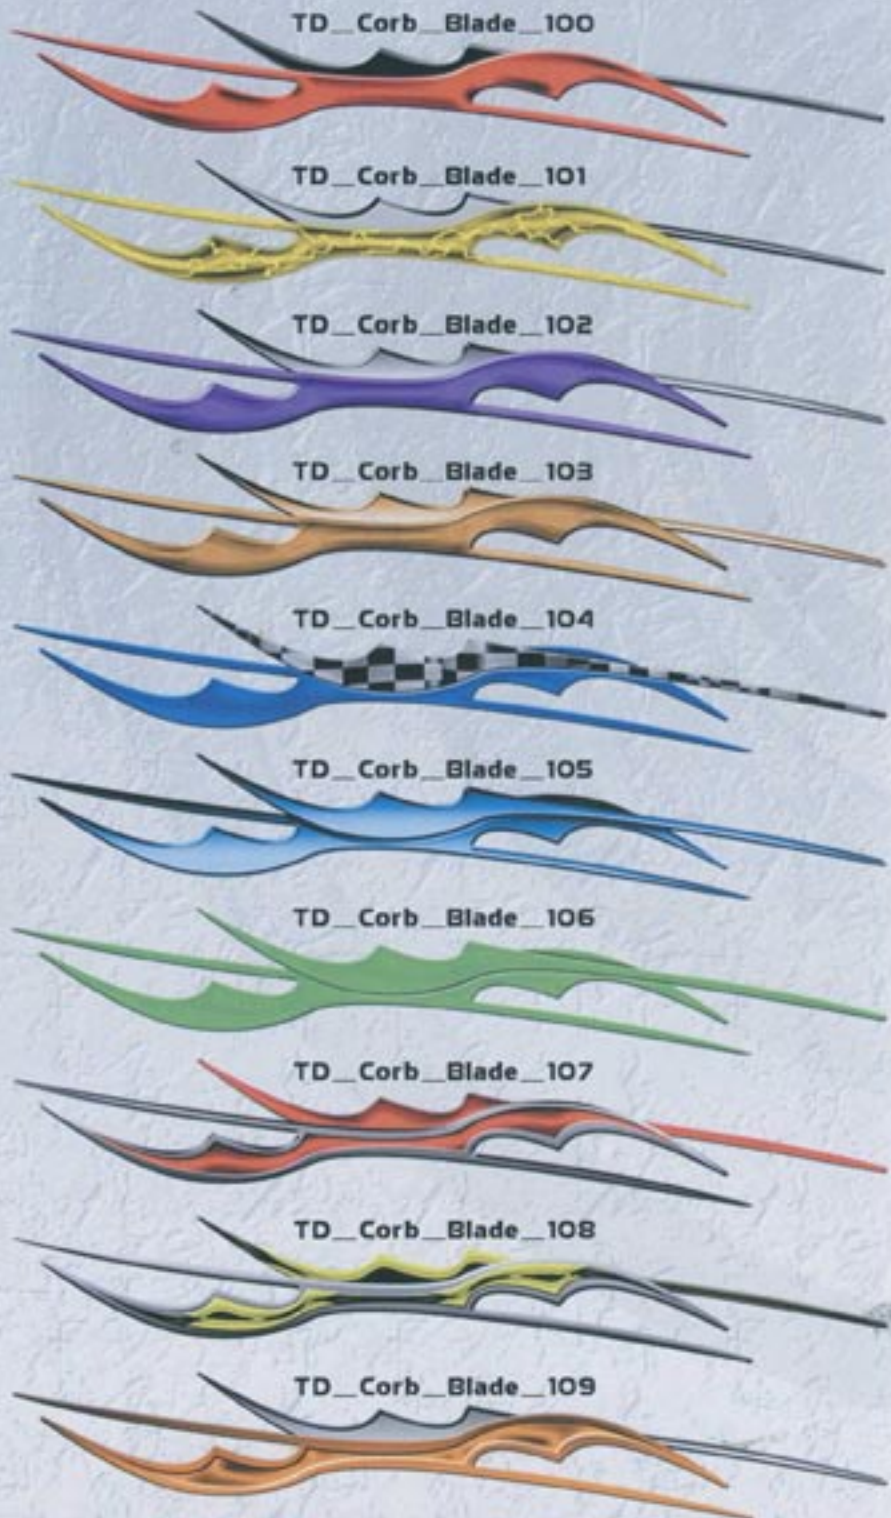 TD_Corb_Blade_100
TD_Corb_Blade_101
TD_Corb_Blade_102
TD_Corb_Blade_103
TD_Corb_Blade_104
TD_Corb_Blade_105
TD_Corb_Blade_106
TD_Corb_Blade_107
TD_Corb_Blade_108
TD_Corb_Blade_109